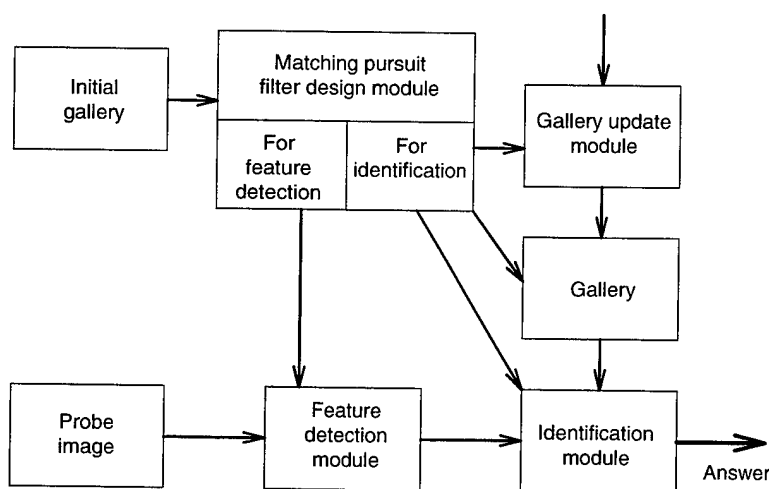 Initial
gallery
Matching pursuit
filter design module
For
feature
detection
For
identification
Gallery update
module
Gallery
Probe
image
Feature
detection
module
Identification
module
Answer